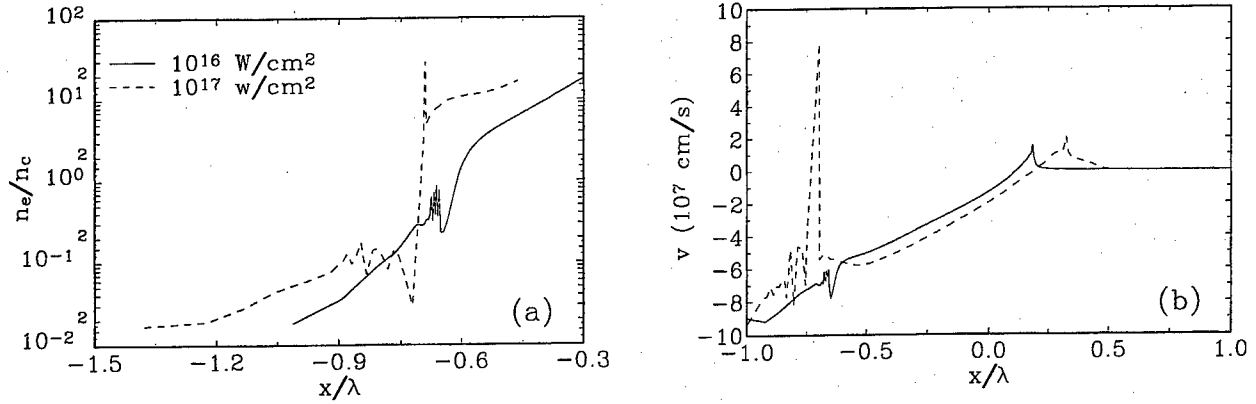 10²
10¹⁶ W/cm²
10¹⁷ w/cm²
10¹
10⁰
10⁻¹
10⁻²
nₑ/n_c
(a)
−1.5 −1.2 −0.9 −0.6 −0.3
x/λ
10
8
6
4
2
0
−2
−4
−6
−8
−10
v (10⁷ cm/s)
(b)
−1.0 −0.5 0.0 0.5 1.0
x/λ